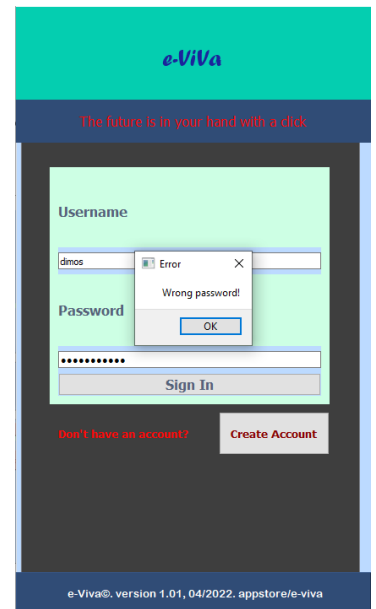 e-ViVa
The future is in your hand with a click
Username
dimos
Error
Wrong password!
OK
Password
•••••••••••
Sign In
Don't have an account?
Create Account
e-Viva©. version 1.01, 04/2022. appstore/e-viva